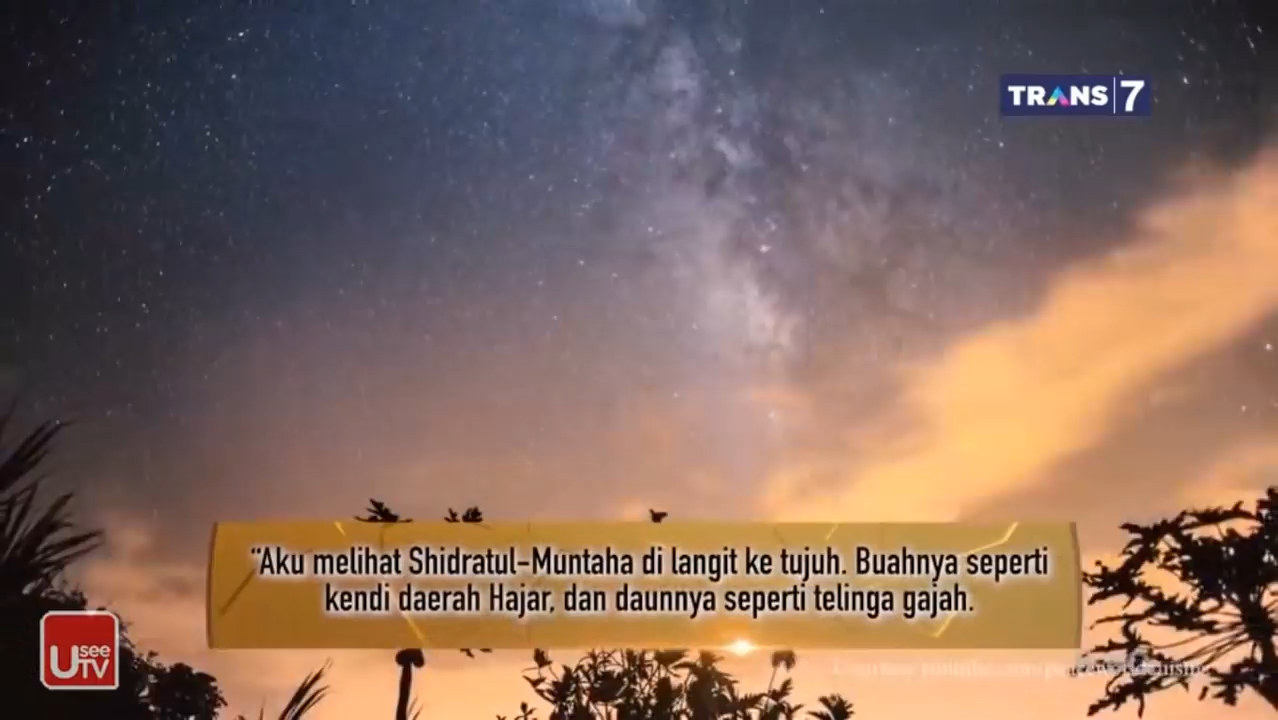 TRANS|7
"Aku melihat Shidratul-Muntaha di langit ke tujuh. Buahnya seperti
kendi daerah Hajar, dan daunnya seperti telinga gajah.
Usee
TV